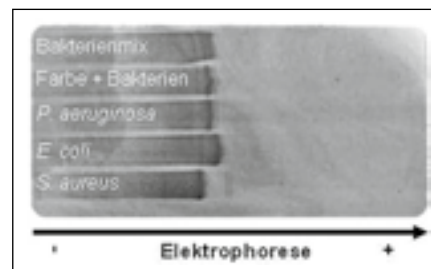 Bakterienmix
Farbe + Bakterien
P. aeruginosa
E. coli
S. aureus
- Elektrophorese +